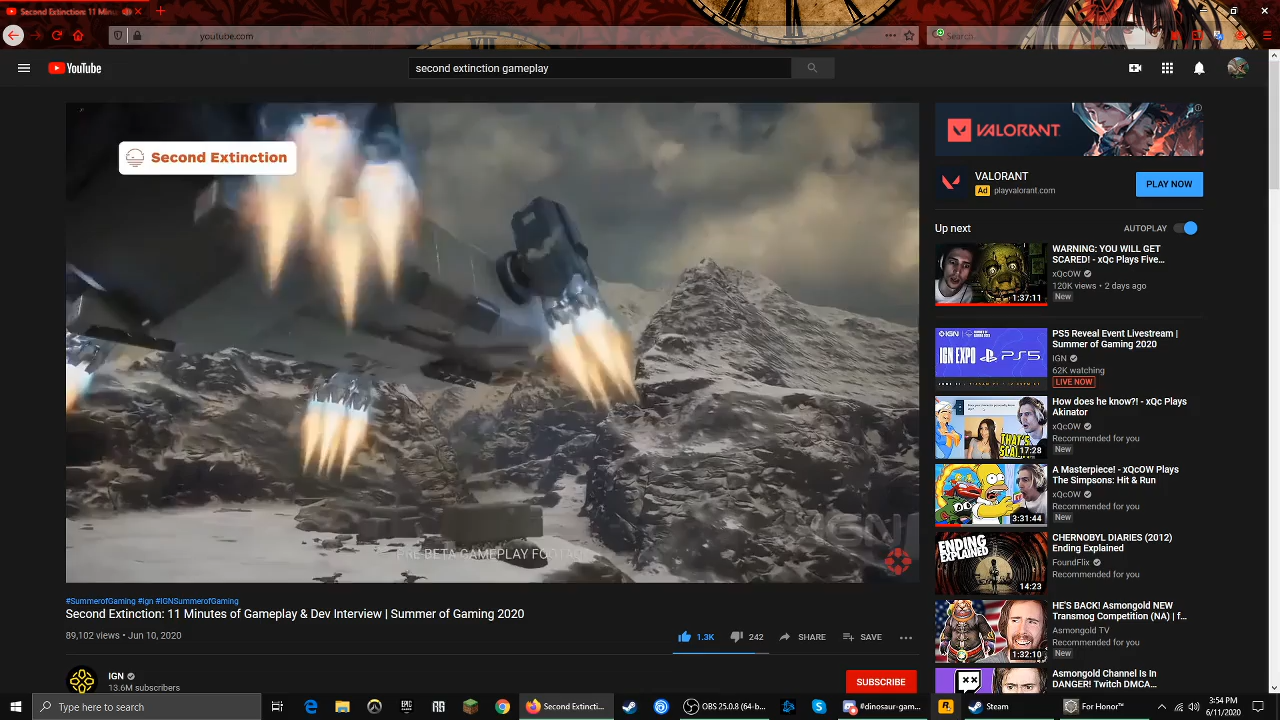 Second Extinction: 11 Minu
youtube.com
Search
YouTube
second extinction gameplay
Second Extinction
PRE BETA GAMEPLAY FOOTAGE
IGN
#SummerofGaming #ign #IGNSummerofGaming
Second Extinction: 11 Minutes of Gameplay & Dev Interview | Summer of Gaming 2020
89,102 views • Jun 10, 2020
1.3K
242
SHARE
SAVE
IGN
13.6M subscribers
SUBSCRIBE
VALORANT
VALORANT
Ad playvalorant.com
PLAY NOW
Up next
AUTOPLAY
1:37:11
WARNING: YOU WILL GET
SCARED! - xQc Plays Five...
xQcOW
120K views • 2 days ago
New
IGN SUMMER OF GAMING
IGN EXPO PS5
PS5 Reveal Event Livestream |
Summer of Gaming 2020
IGN
62K watching
LIVE NOW
THAT'S
17:28
How does he know?! - xQc Plays
Akinator
xQcOW
Recommended for you
New
3:31:44
A Masterpiece! - xQcOW Plays
The Simpsons: Hit & Run
xQcOW
Recommended for you
New
ENDING
EXPLAINED
14:23
CHERNOBYL DIARIES (2012)
Ending Explained
FoundFlix
Recommended for you
1:32:10
HE'S BACK! Asmongold NEW
Transmog Competition (NA) | f...
Asmongold TV
Recommended for you
New
Asmongold Channel Is In
DANGER! Twitch DMCA...
Type here to search
Second Extincti...
OBS 25.0.8 (64-b...
#dinosaur-gam...
Steam
For Honor™
3:54 PM
6/11/2020